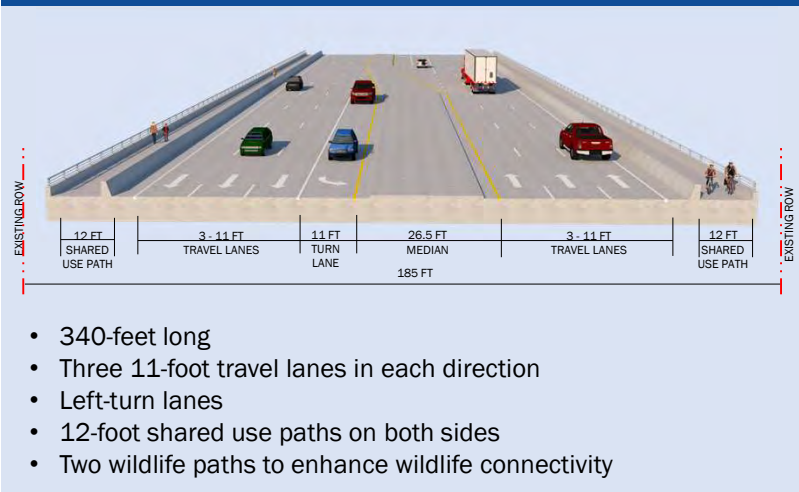 EXISTING ROW
EXISTING ROW
12 FT
SHARED
USE PATH
3 - 11 FT
TRAVEL LANES
11 FT
TURN
LANE
26.5 FT
MEDIAN
3 - 11 FT
TRAVEL LANES
12 FT
SHARED
USE PATH
185 FT
• 340-feet long
• Three 11-foot travel lanes in each direction
• Left-turn lanes
• 12-foot shared use paths on both sides
• Two wildlife paths to enhance wildlife connectivity